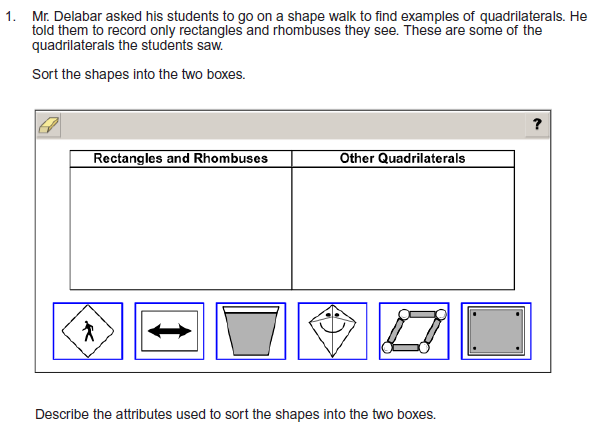 1. Mr. Delabar asked his students to go on a shape walk to find examples of quadrilaterals. He
told them to record only rectangles and rhombuses they see. These are some of the
quadrilaterals the students saw.
Sort the shapes into the two boxes.
?
Rectangles and Rhombuses Other Quadrilaterals
Describe the attributes used to sort the shapes into the two boxes.